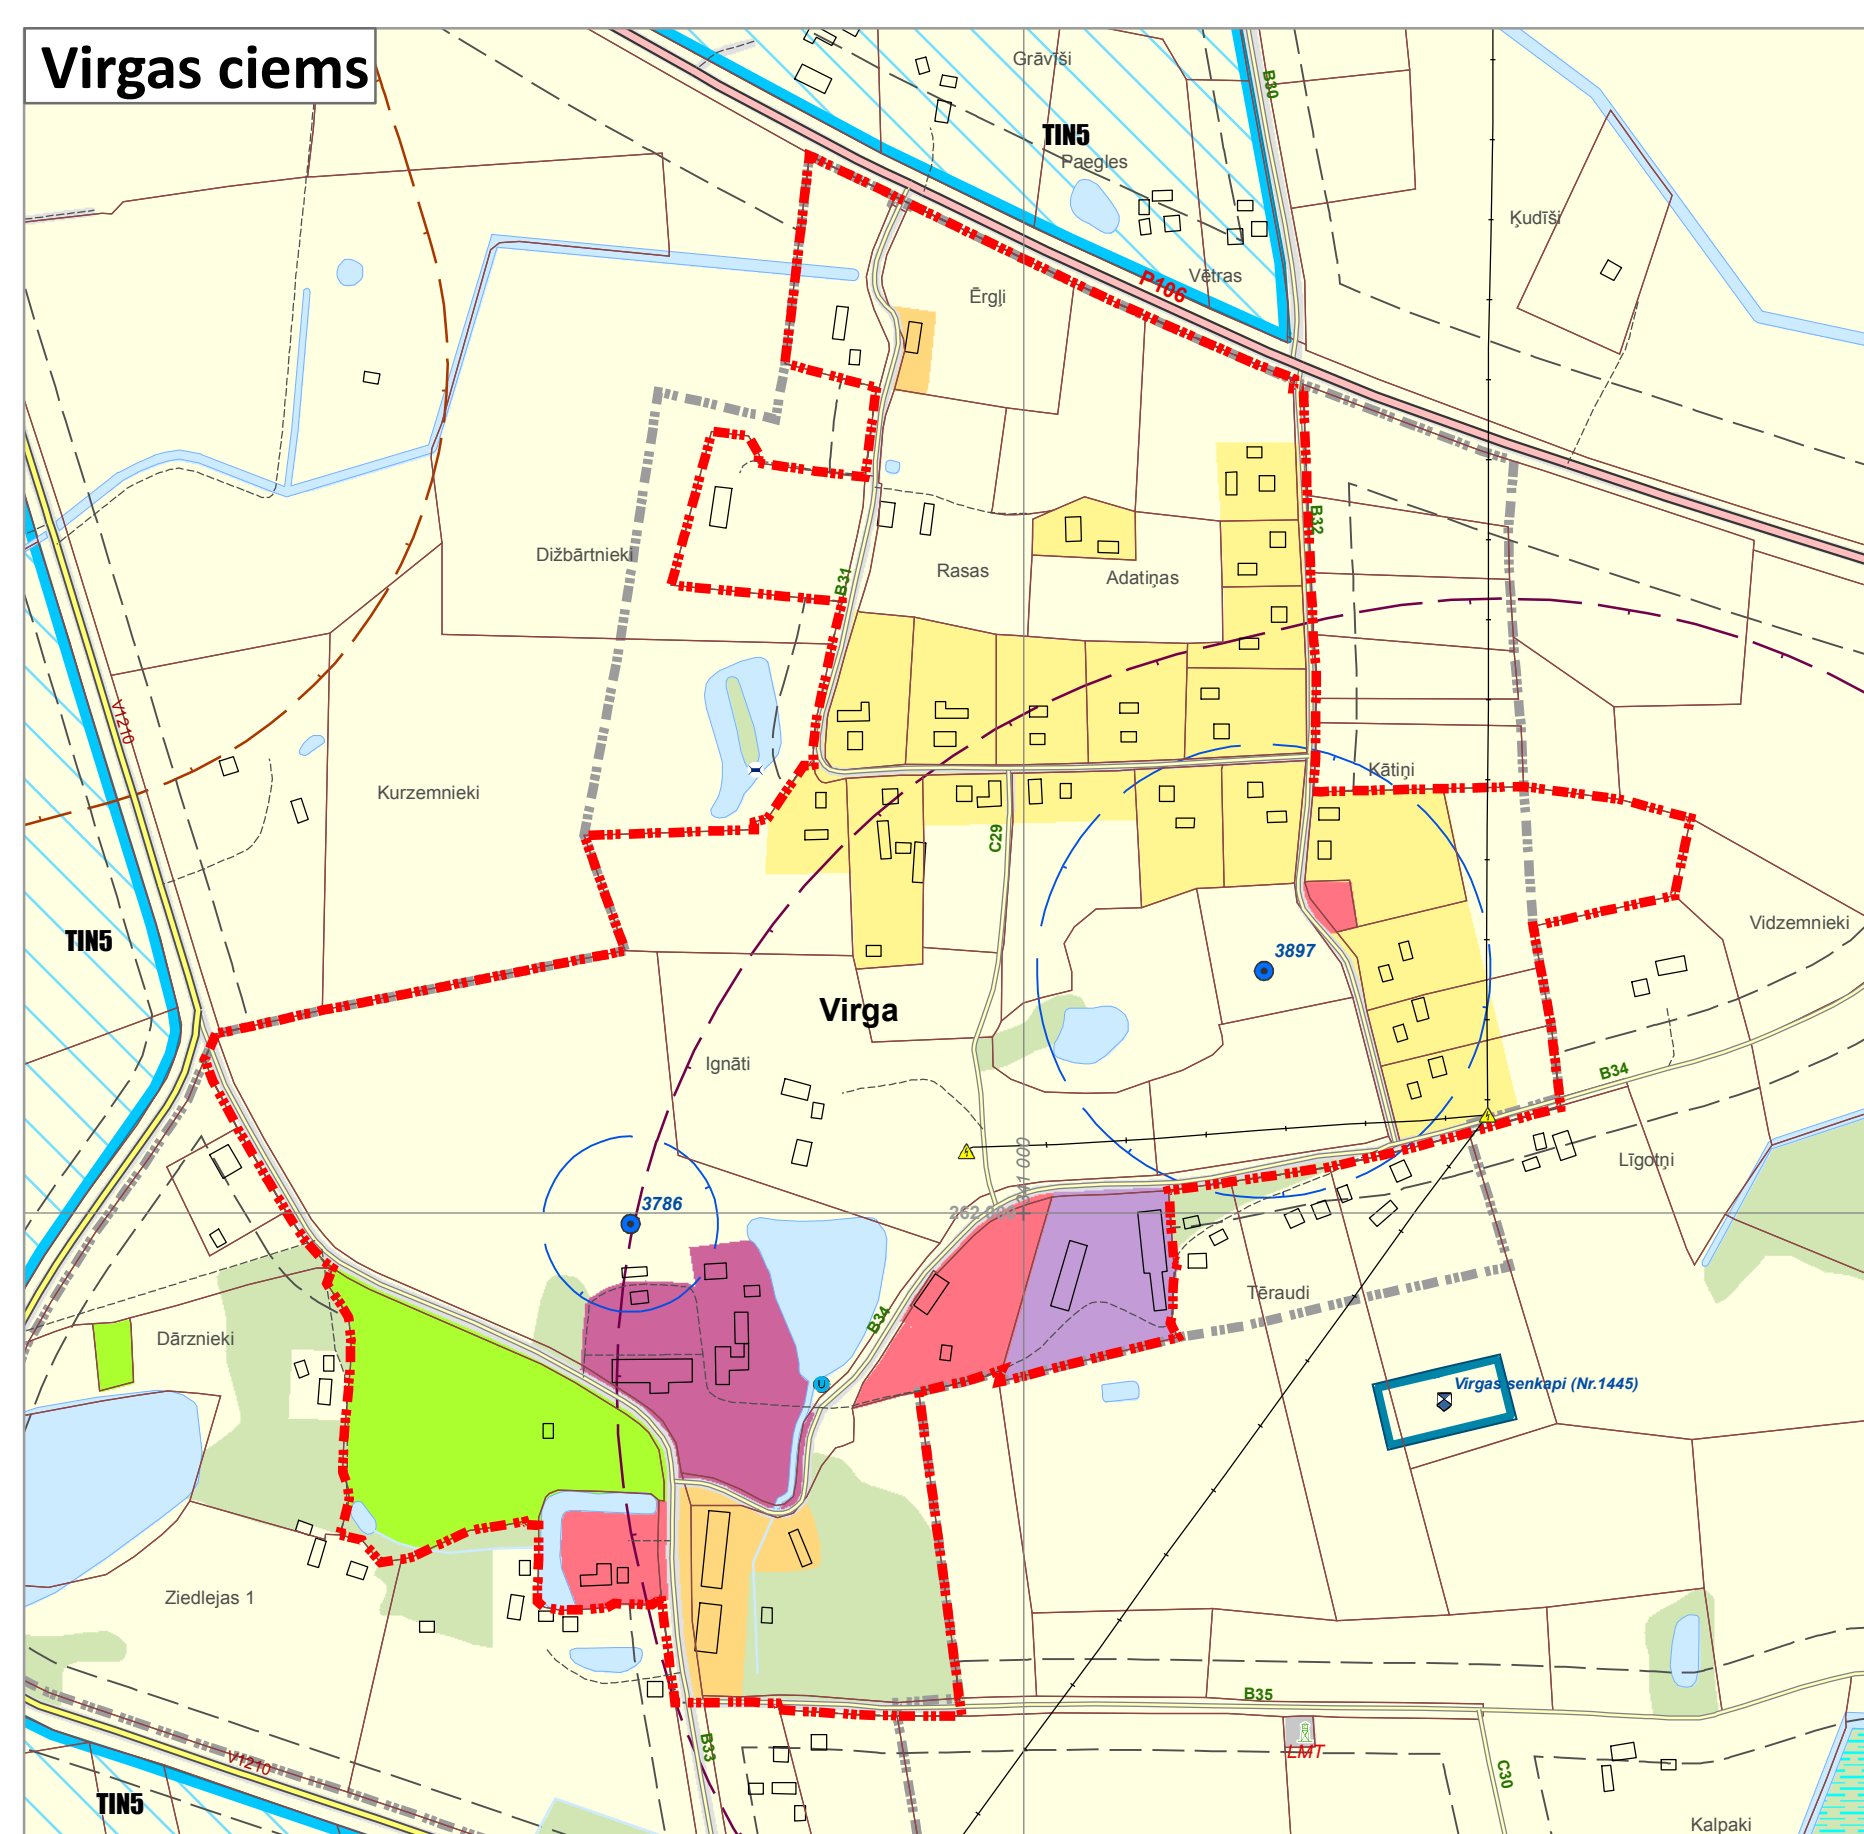 Virgas ciems
Grāvīši
B30
TIN5
Paegles
Ķudīši
Vētras
P106
Ērgļi
B32
Dižbārtnieki
B31
Rasas
Adatiņas
V1210
Kātiņi
Kurzemnieki
C29
Vidzemnieki
TIN5
3897
Virga
Ignāti
B34
341 000
Līgotņi
3786
262 000
Tēraudi
B34
Dārznieki
U
Virgas senkapi (Nr.1445)
Ziedlejas 1
B35
B33
LMT
V1210
C30
TIN5
Kalpaki